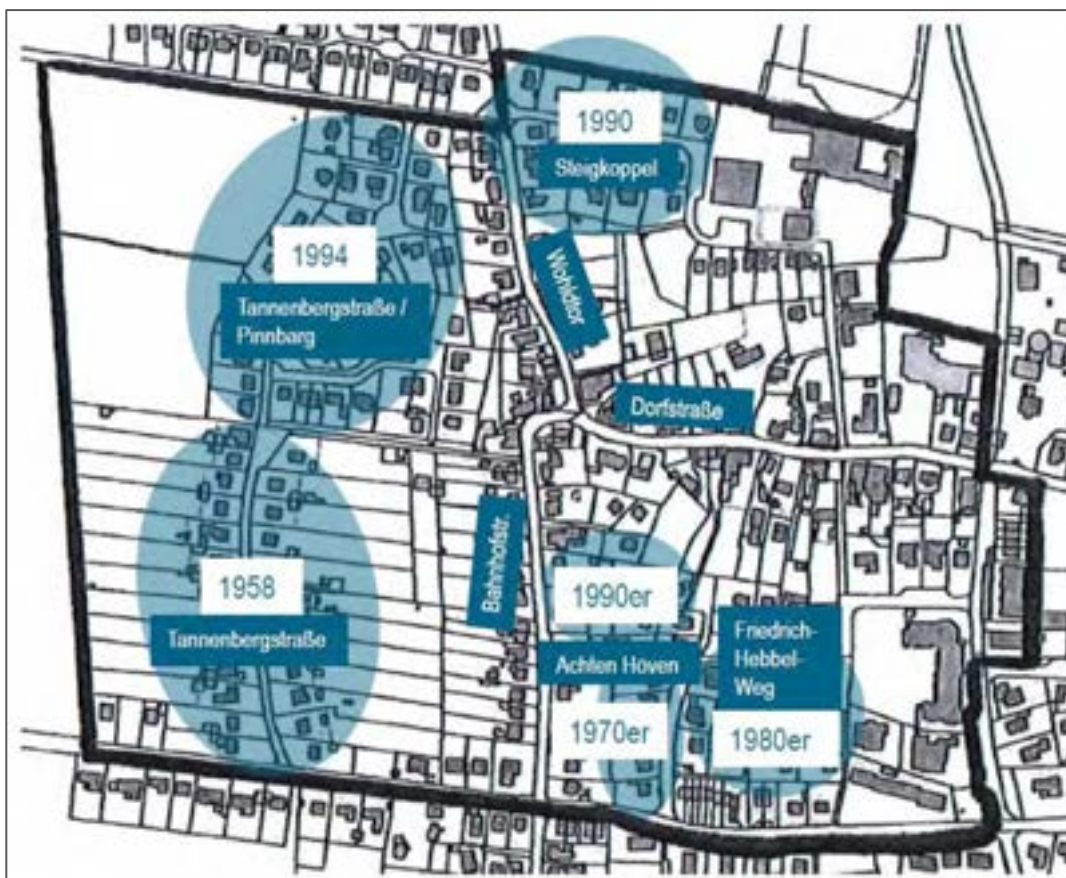 1990
Steigkoppel
1994
Tannenbergstraße /
Pinnbarg
Wohldtor
Dorfstraße
Bahnhofstr.
1958
Tannenbergstraße
1990er
Achten Höven
1970er
Friedrich-
Hebbel-
Weg
1980er